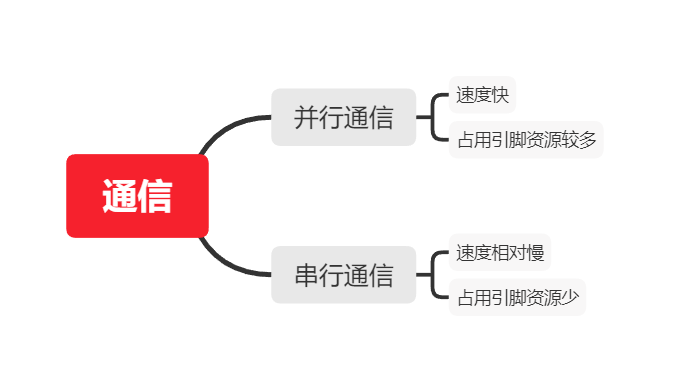 通信
并行通信
速度快
占用引脚资源较多
串行通信
速度相对慢
占用引脚资源少